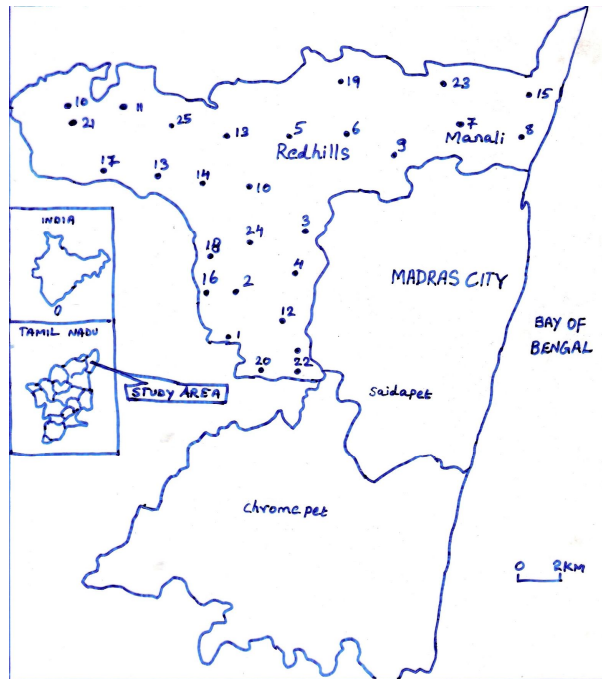 19
23
15
10
11
21
25
13
5
6
7
Manali
8
Redhills
9
17
13
14
10
INDIA
3
24
18
4
MADRAS CITY
16
2
12
BAY OF
BENGAL
TAMIL NADU
1
20
22
STUDY AREA
Saidapet
Chromepet
0 2KM